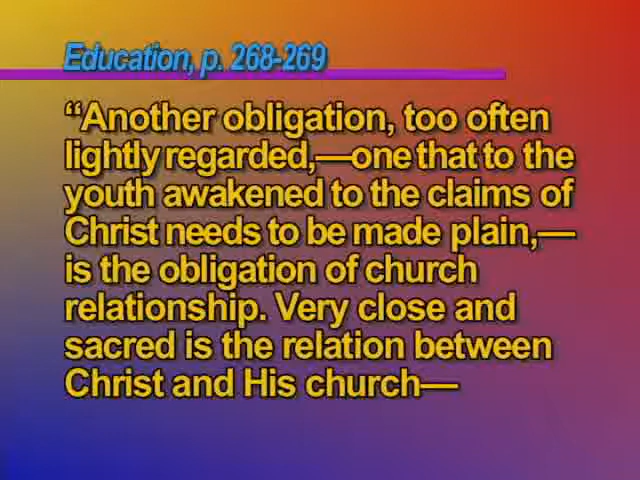 Education, p. 268-269
“Another obligation, too often
lightly regarded,—one that to the
youth awakened to the claims of
Christ needs to be made plain,—
is the obligation of church
relationship. Very close and
sacred is the relation between
Christ and His church—